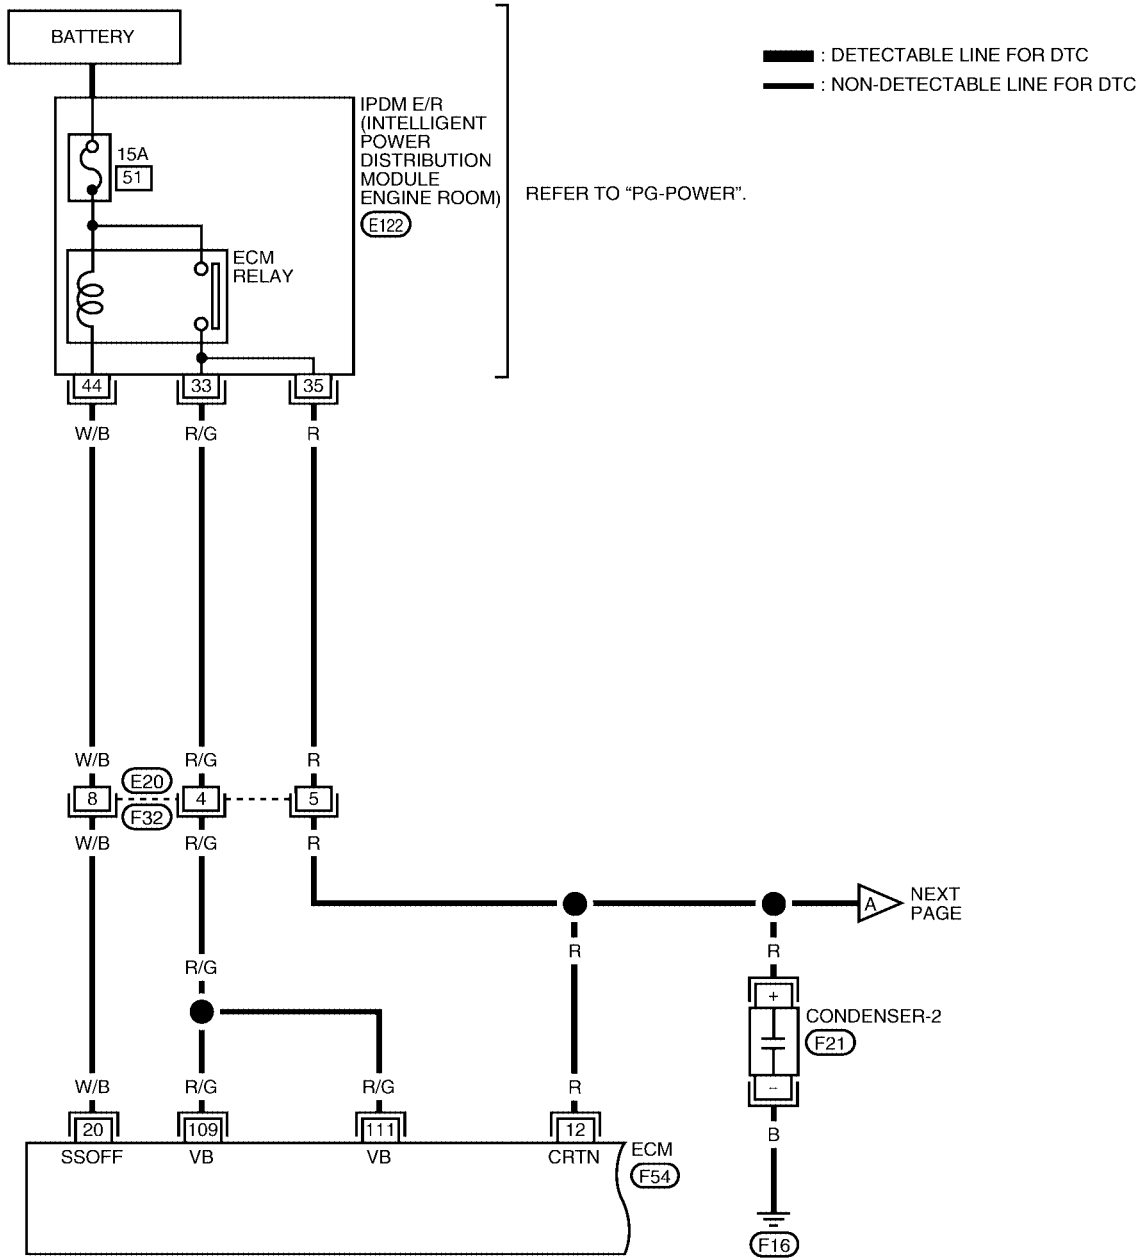 BATTERY
: DETECTABLE LINE FOR DTC
: NON-DETECTABLE LINE FOR DTC
IPDM E/R
(INTELLIGENT
POWER
DISTRIBUTION
MODULE
ENGINE ROOM)
E122
REFER TO “PG-POWER”.
15A
51
ECM
RELAY
44 33 35
W/B R/G R
W/B R/G R
E20
8 4 5
F32
W/B R/G R
NEXT
PAGE
A
R/G R R
+
CONDENSER-2
F21
–
W/B R/G R/G R
20 109 111 12
B
SSOFF VB VB CRTN
ECM
F54
F16